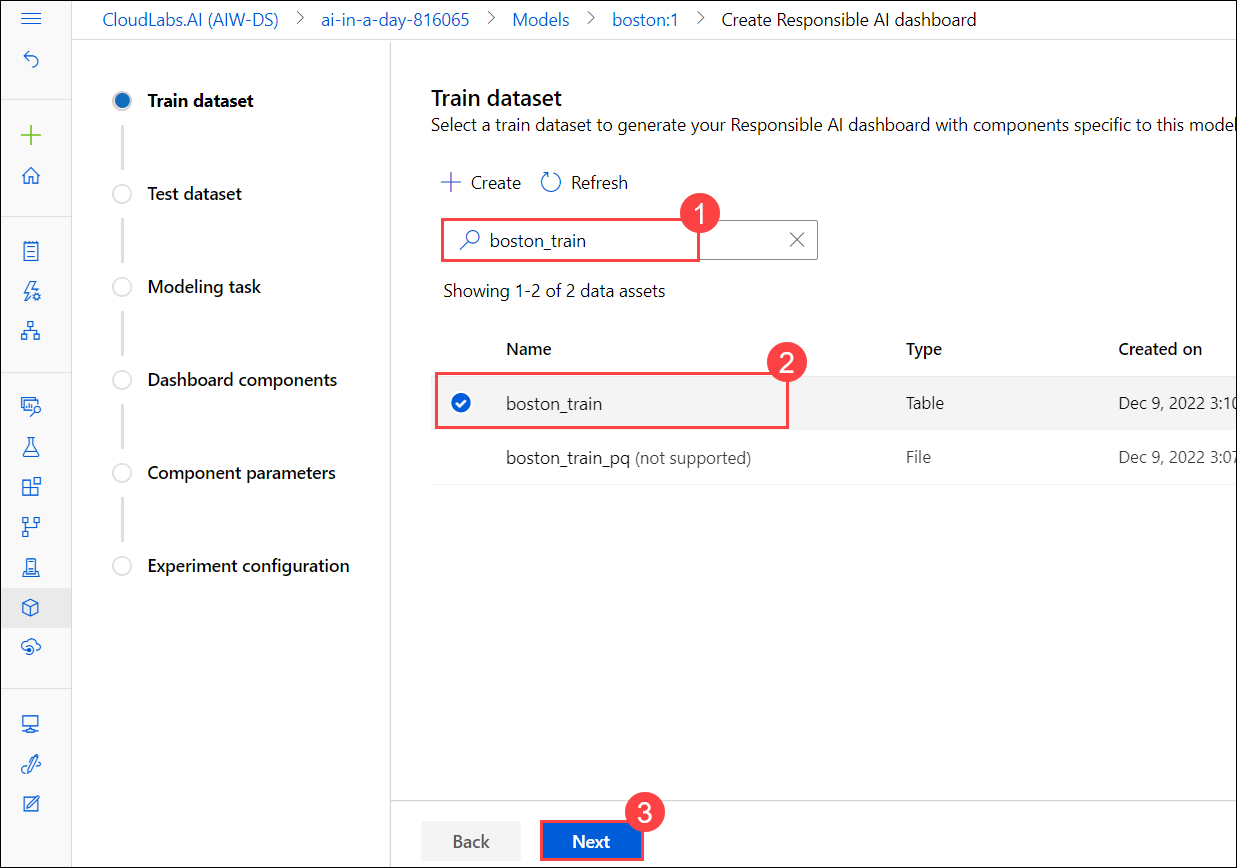 CloudLabs.AI (AIW-DS) > ai-in-a-day-816065 > Models > boston:1 > Create Responsible AI dashboard
Train dataset
Test dataset
Modeling task
Dashboard components
Component parameters
Experiment configuration
Train dataset
Select a train dataset to generate your Responsible AI dashboard with components specific to this model
Create Refresh
1
boston_train
Showing 1-2 of 2 data assets
Name Type Created on
2
boston_train Table Dec 9, 2022 3:10
boston_train_pq (not supported) File Dec 9, 2022 3:07
3
Back Next